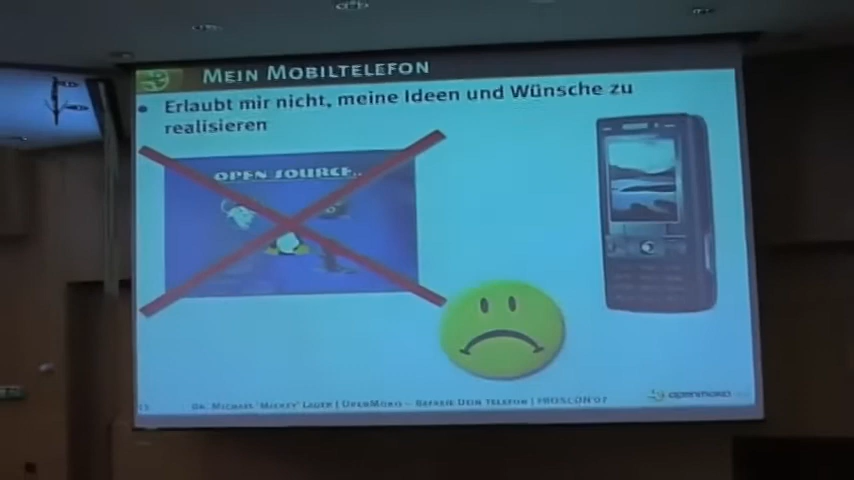 MEIN MOBILTELEFON
Erlaubt mir nicht, meine Ideen und Wünsche zu
realisieren
OPEN SOURCE..
DR. MICHAEL 'MICKEY' LAUER | OPENMOKO – BEFREIE DEIN TELEFON | FROSCON'07
openmoko